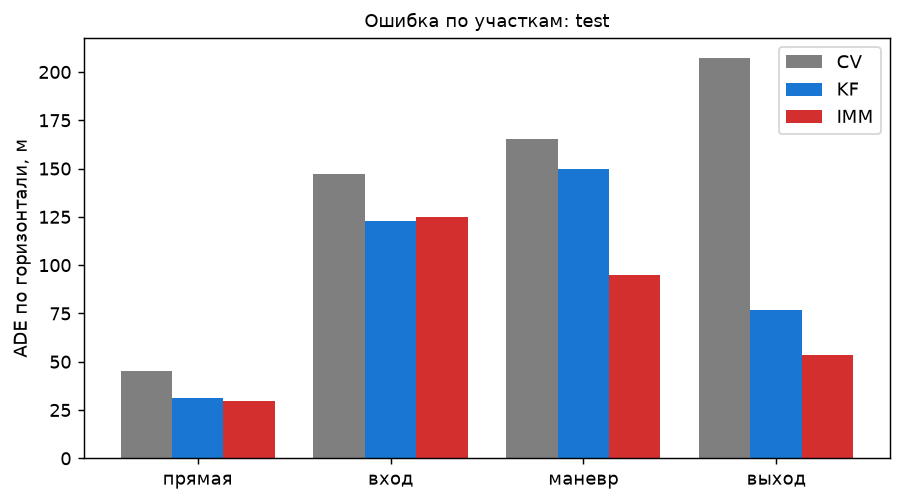 Ошибка по участкам: test
ADE по горизонтали, м
200
175
150
125
100
75
50
25
0
CV
KF
IMM
прямая
вход
маневр
выход